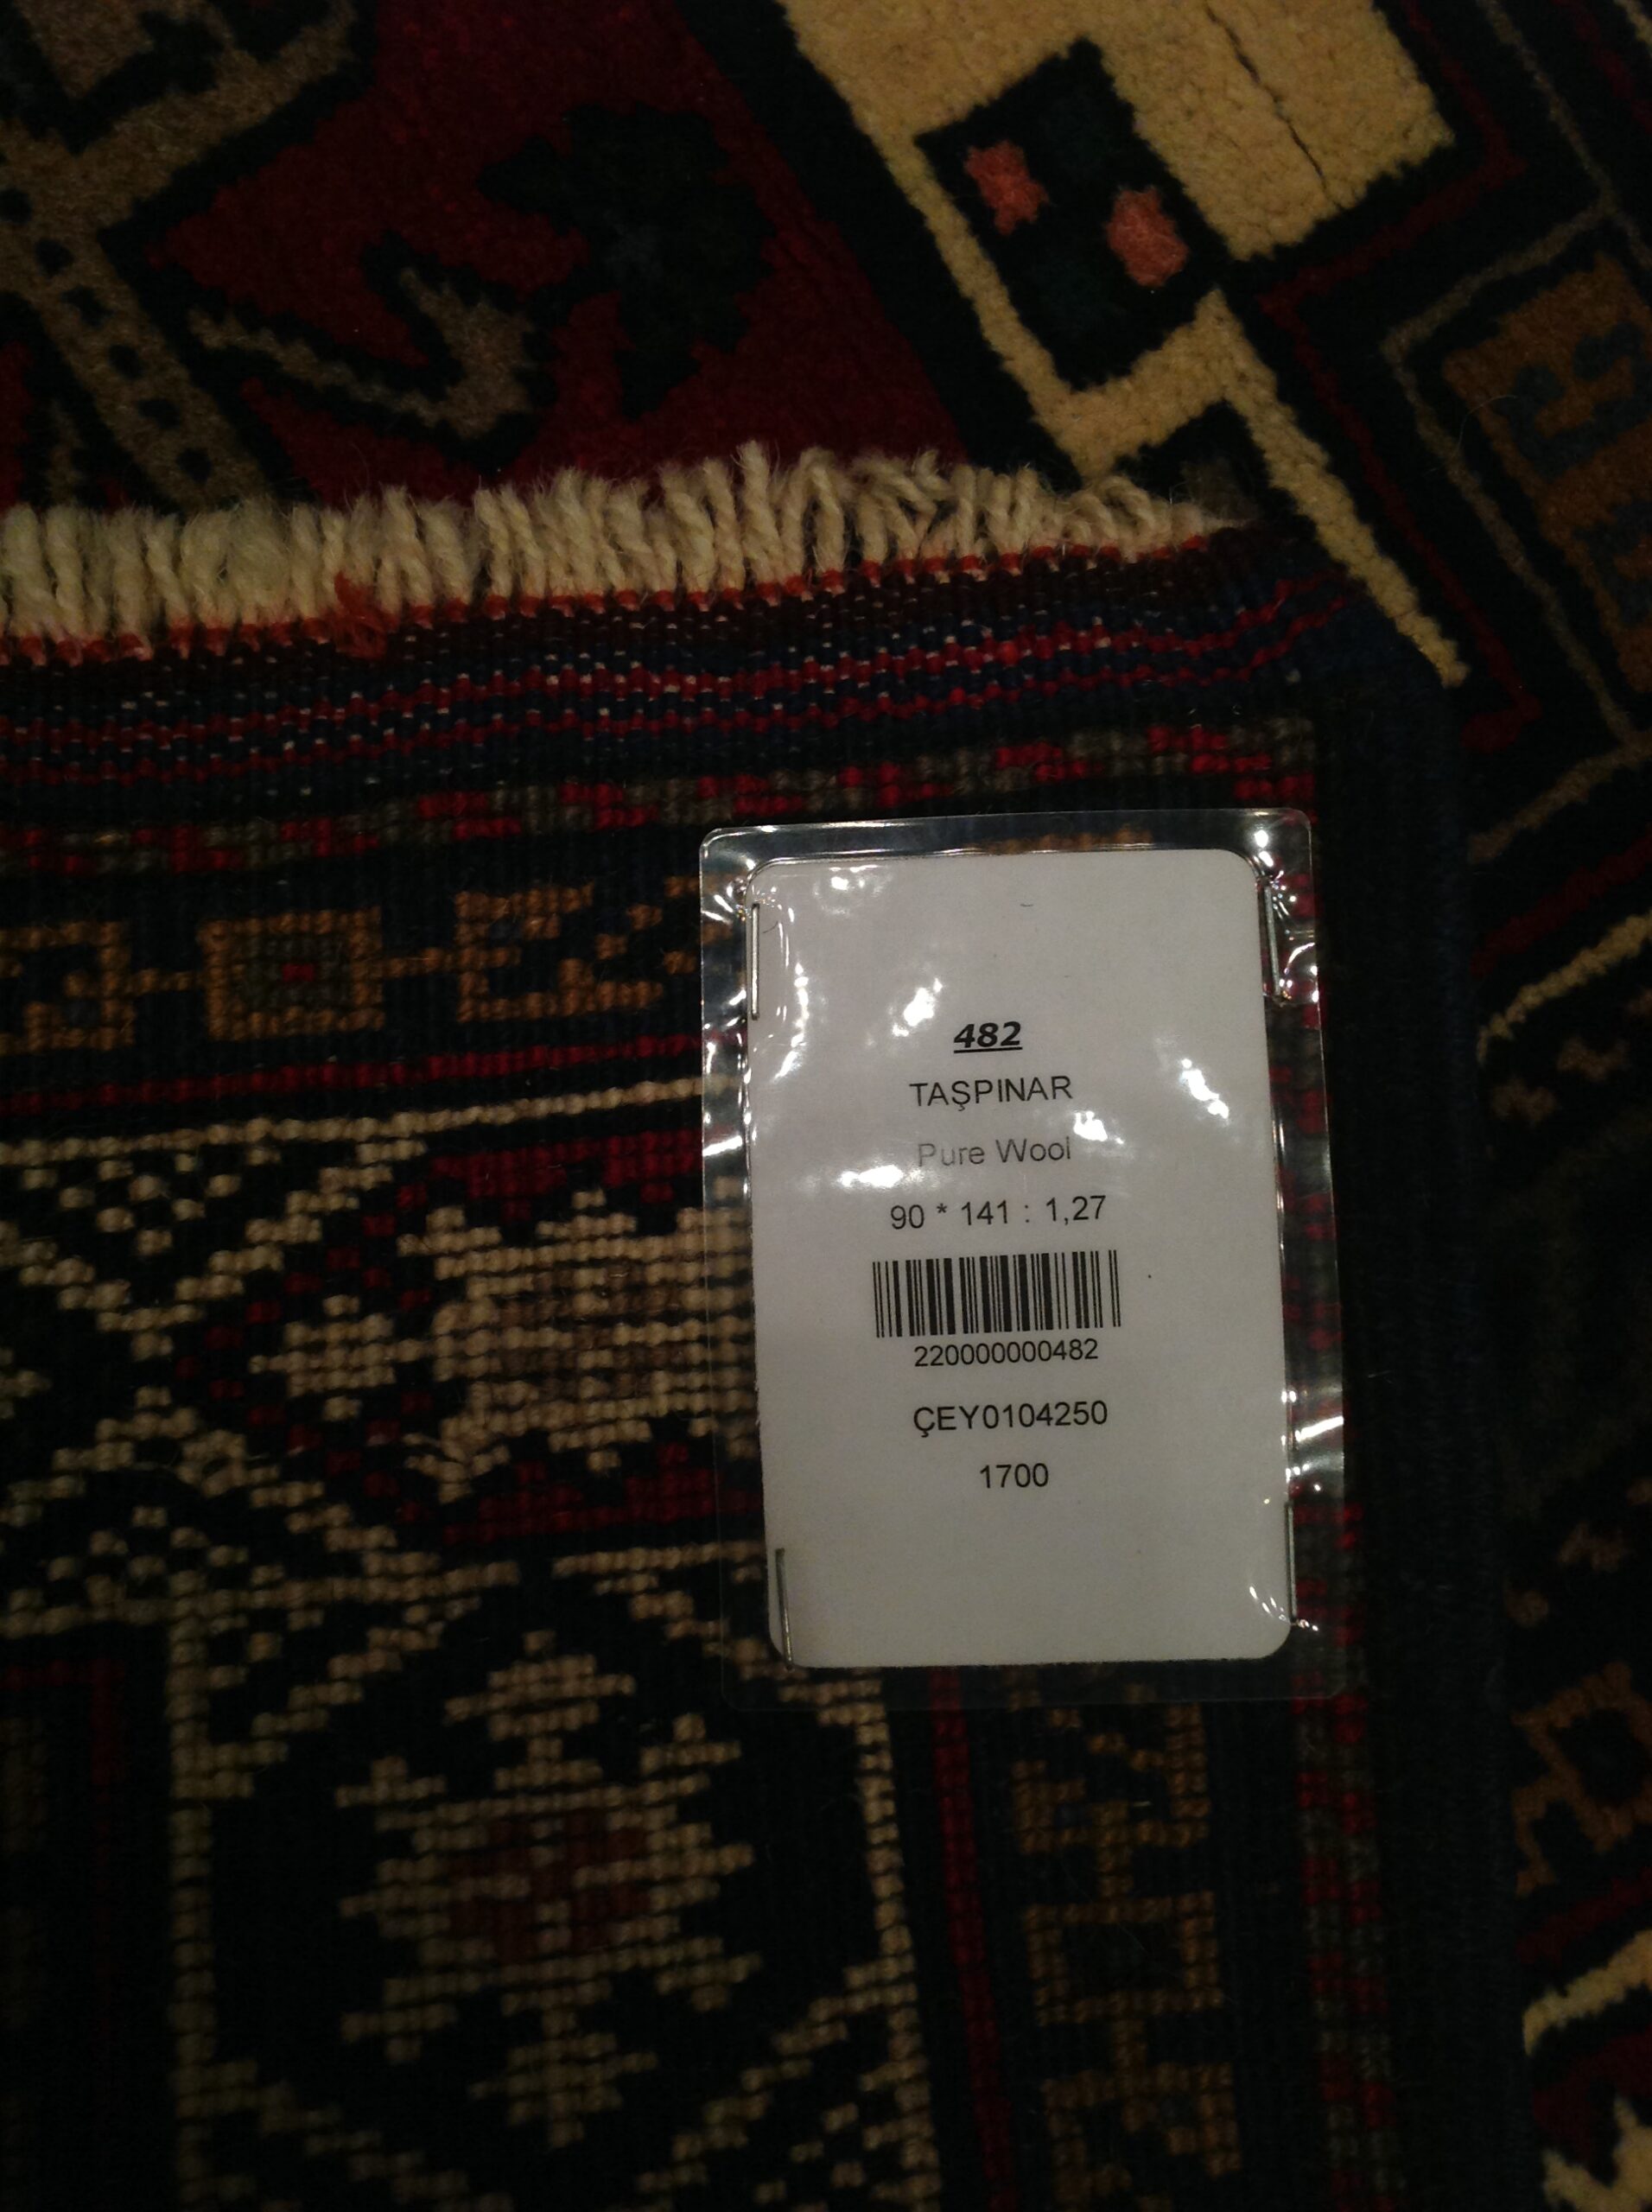 482
TAŞPINAR
Pure Wool
90 * 141 : 1,27
220000000482
ÇEY0104250
1700